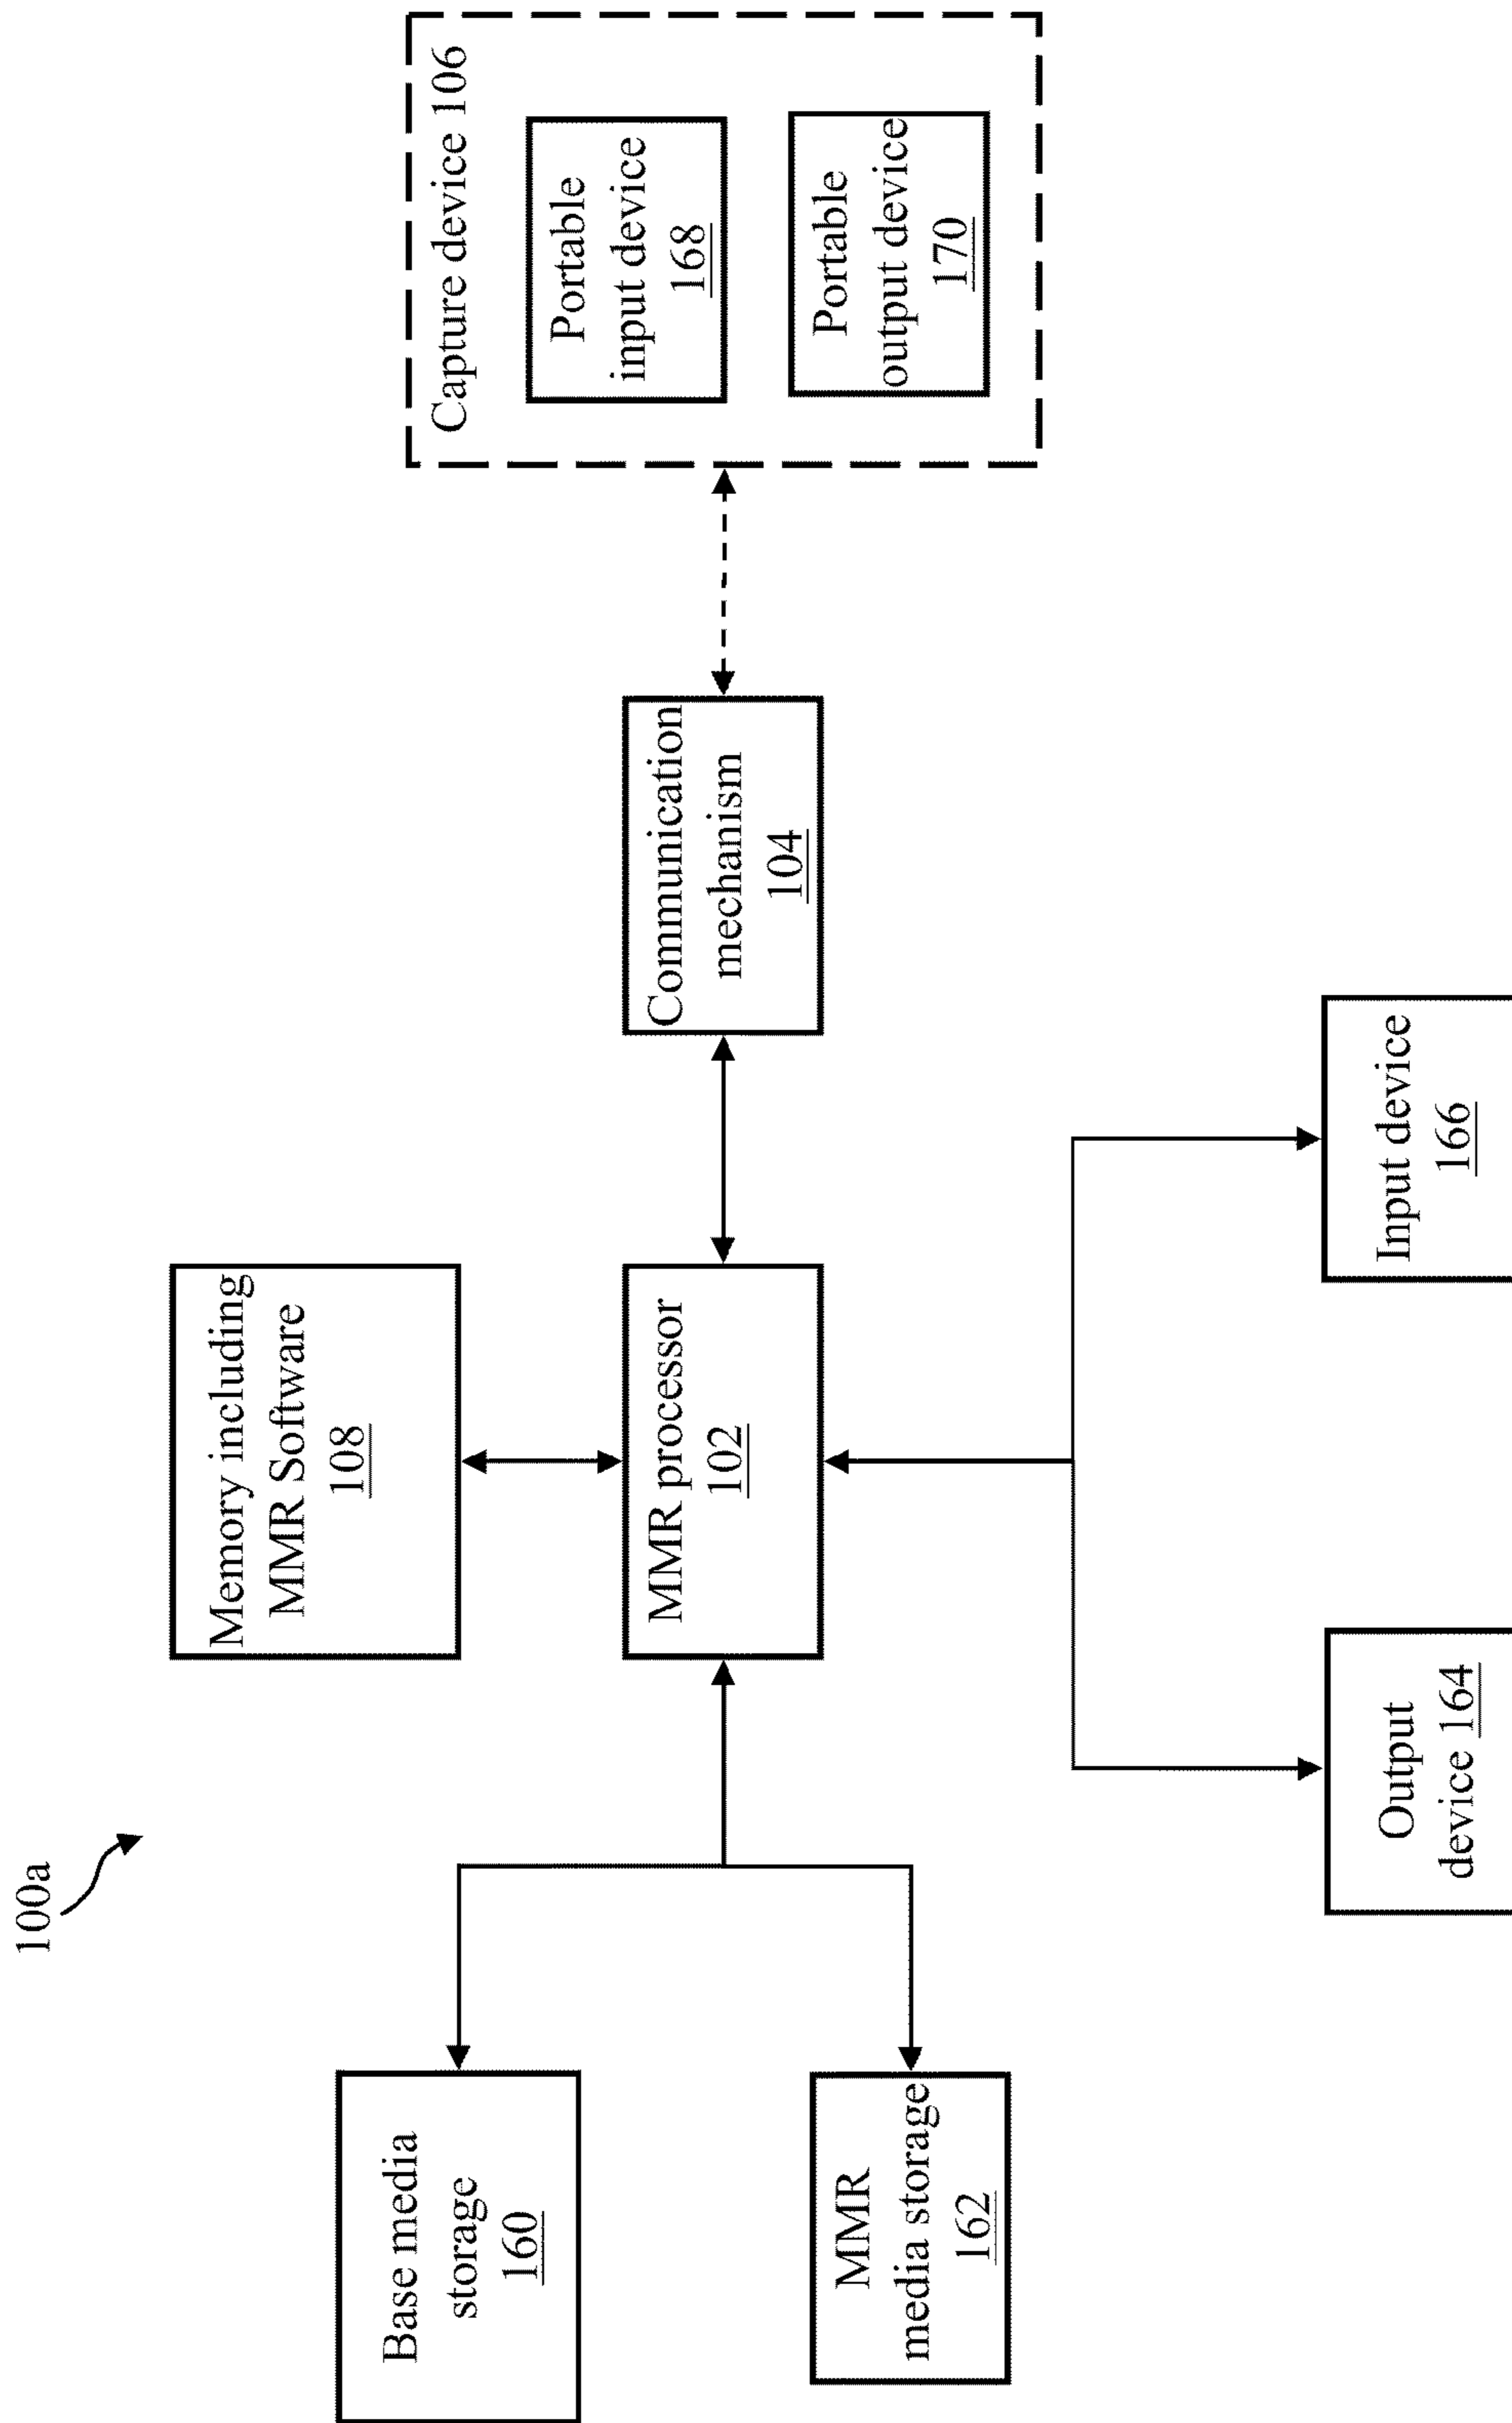 100a
Base media
storage
160
MMR
media storage
162
Memory including
MMR Software
108
MMR processor
102
Output
device 164
Input device
166
Communication
mechanism
104
Capture device 106
Portable
input device
168
Portable
output device
170